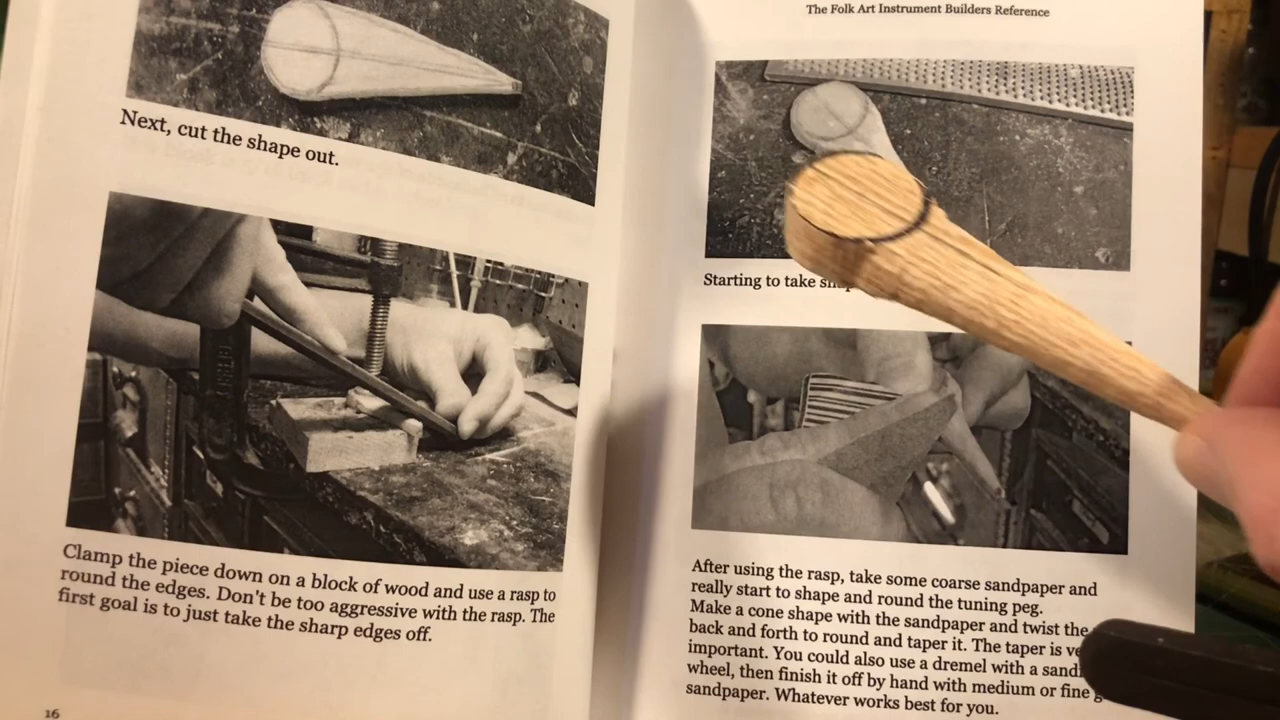 Next, cut the shape out.
Clamp the piece down on a block of wood and use a rasp to
round the edges. Don't be too aggressive with the rasp. The
first goal is to just take the sharp edges off.
16
The Folk Art Instrument Builders Reference
Starting to take
After using the rasp, take some coarse sandpaper and
really start to shape and round the tuning peg.
Make a cone shape with the sandpaper and twist the
back and forth to round and taper it. The taper is
important. You could also use a dremel with a
wheel, then finish it off by hand with medium or fine
sandpaper. Whatever works best for you.